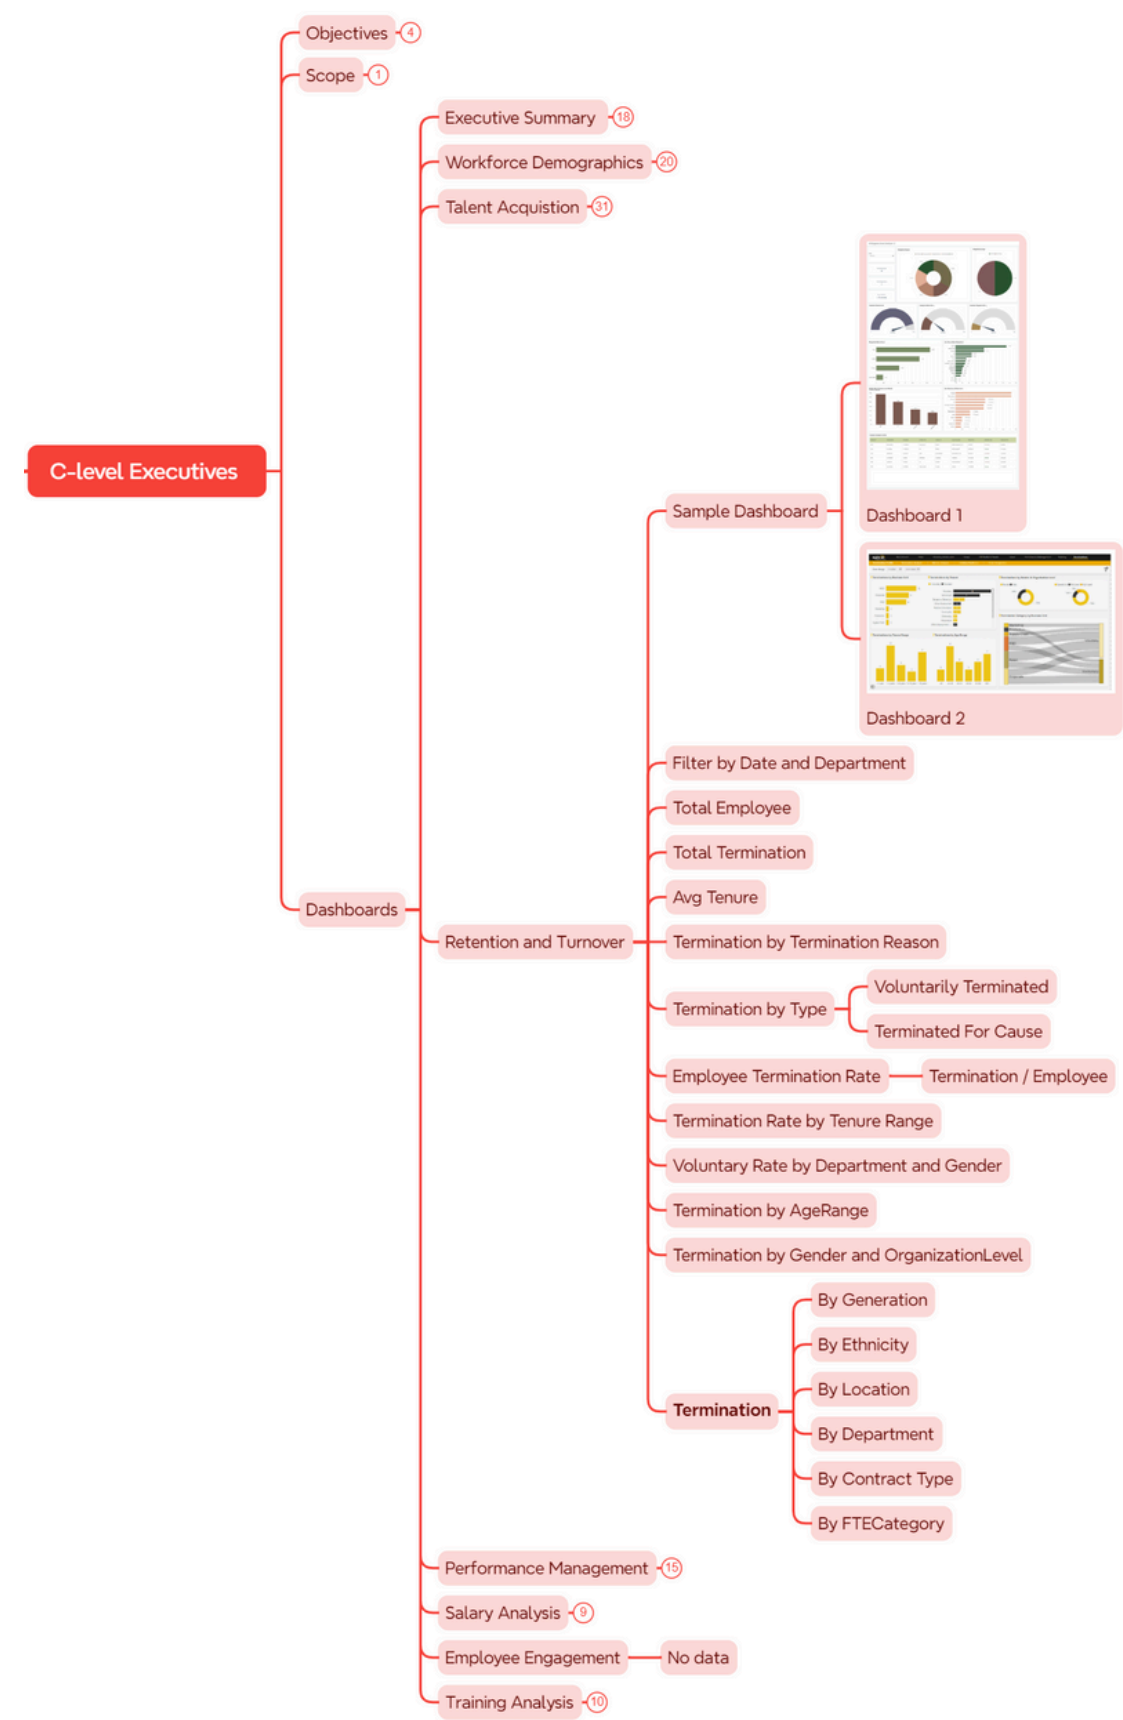 Objectives 4
Scope 1
Executive Summary 18
Workforce Demographics 20
Talent Acquistion 31
C-level Executives
Sample Dashboard
Dashboard 1
Dashboard 2
Filter by Date and Department
Total Employee
Total Termination
Avg Tenure
Dashboards
Retention and Turnover
Termination by Termination Reason
Termination by Type
Voluntarily Terminated
Terminated For Cause
Employee Termination Rate
Termination / Employee
Termination Rate by Tenure Range
Voluntary Rate by Department and Gender
Termination by AgeRange
Termination by Gender and OrganizationLevel
Termination
By Generation
By Ethnicity
By Location
By Department
By Contract Type
By FTECategory
Performance Management 15
Salary Analysis 9
Employee Engagement
No data
Training Analysis 10